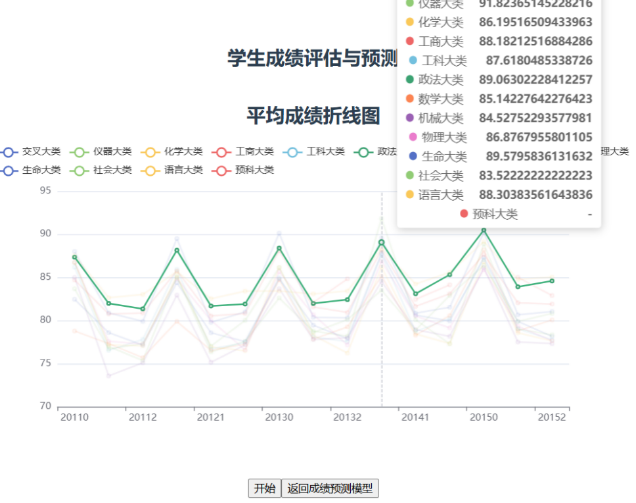 仪器大类 91.82365145228216
化学大类 86.19516509433963
学生成绩评估与预测
工商大类 88.18212516884286
工科大类 87.6180485338726
政法大类 89.06302228412257
数学大类 85.14227642276423
平均成绩折线图
机械大类 84.52752293577981
物理大类 86.8767955801105
交叉大类 仪器大类 化学大类 工商大类 工科大类 政法 理大类
生命大类 89.5795836131632
生命大类 社会大类 语言大类 预科大类
社会大类 83.52222222222223
语言大类 88.30383561643836
预科大类 -
95
90
85
80
75
70
20110 20112 20121 20130 20132 20141 20150 20152
开始 返回成绩预测模型